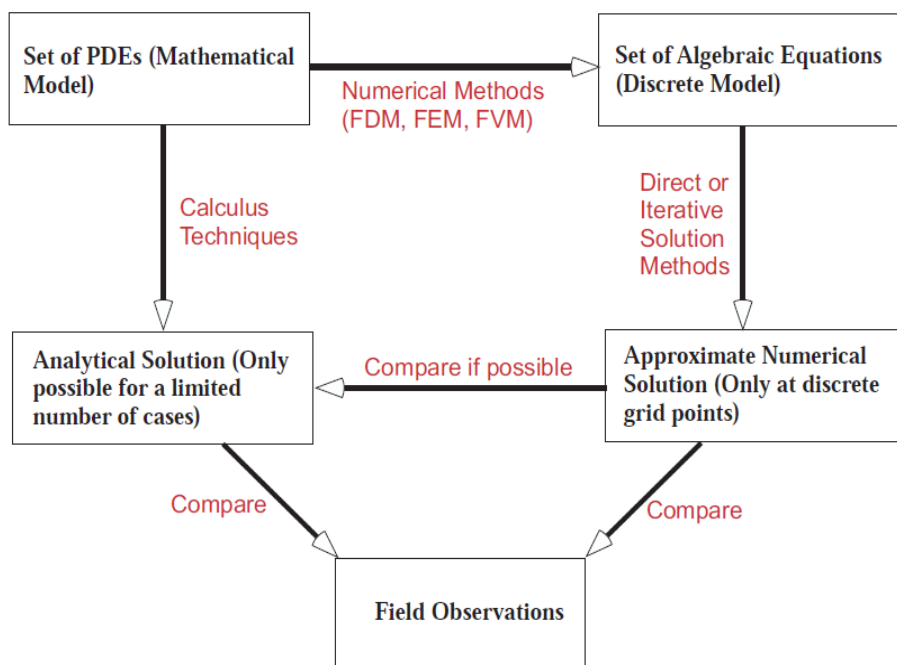 Set of PDEs (Mathematical
Model)
Numerical Methods
(FDM, FEM, FVM)
Set of Algebraic Equations
(Discrete Model)
Calculus
Techniques
Direct or
Iterative
Solution
Methods
Analytical Solution (Only
possible for a limited
number of cases)
Compare if possible
Approximate Numerical
Solution (Only at discrete
grid points)
Compare
Compare
Field Observations